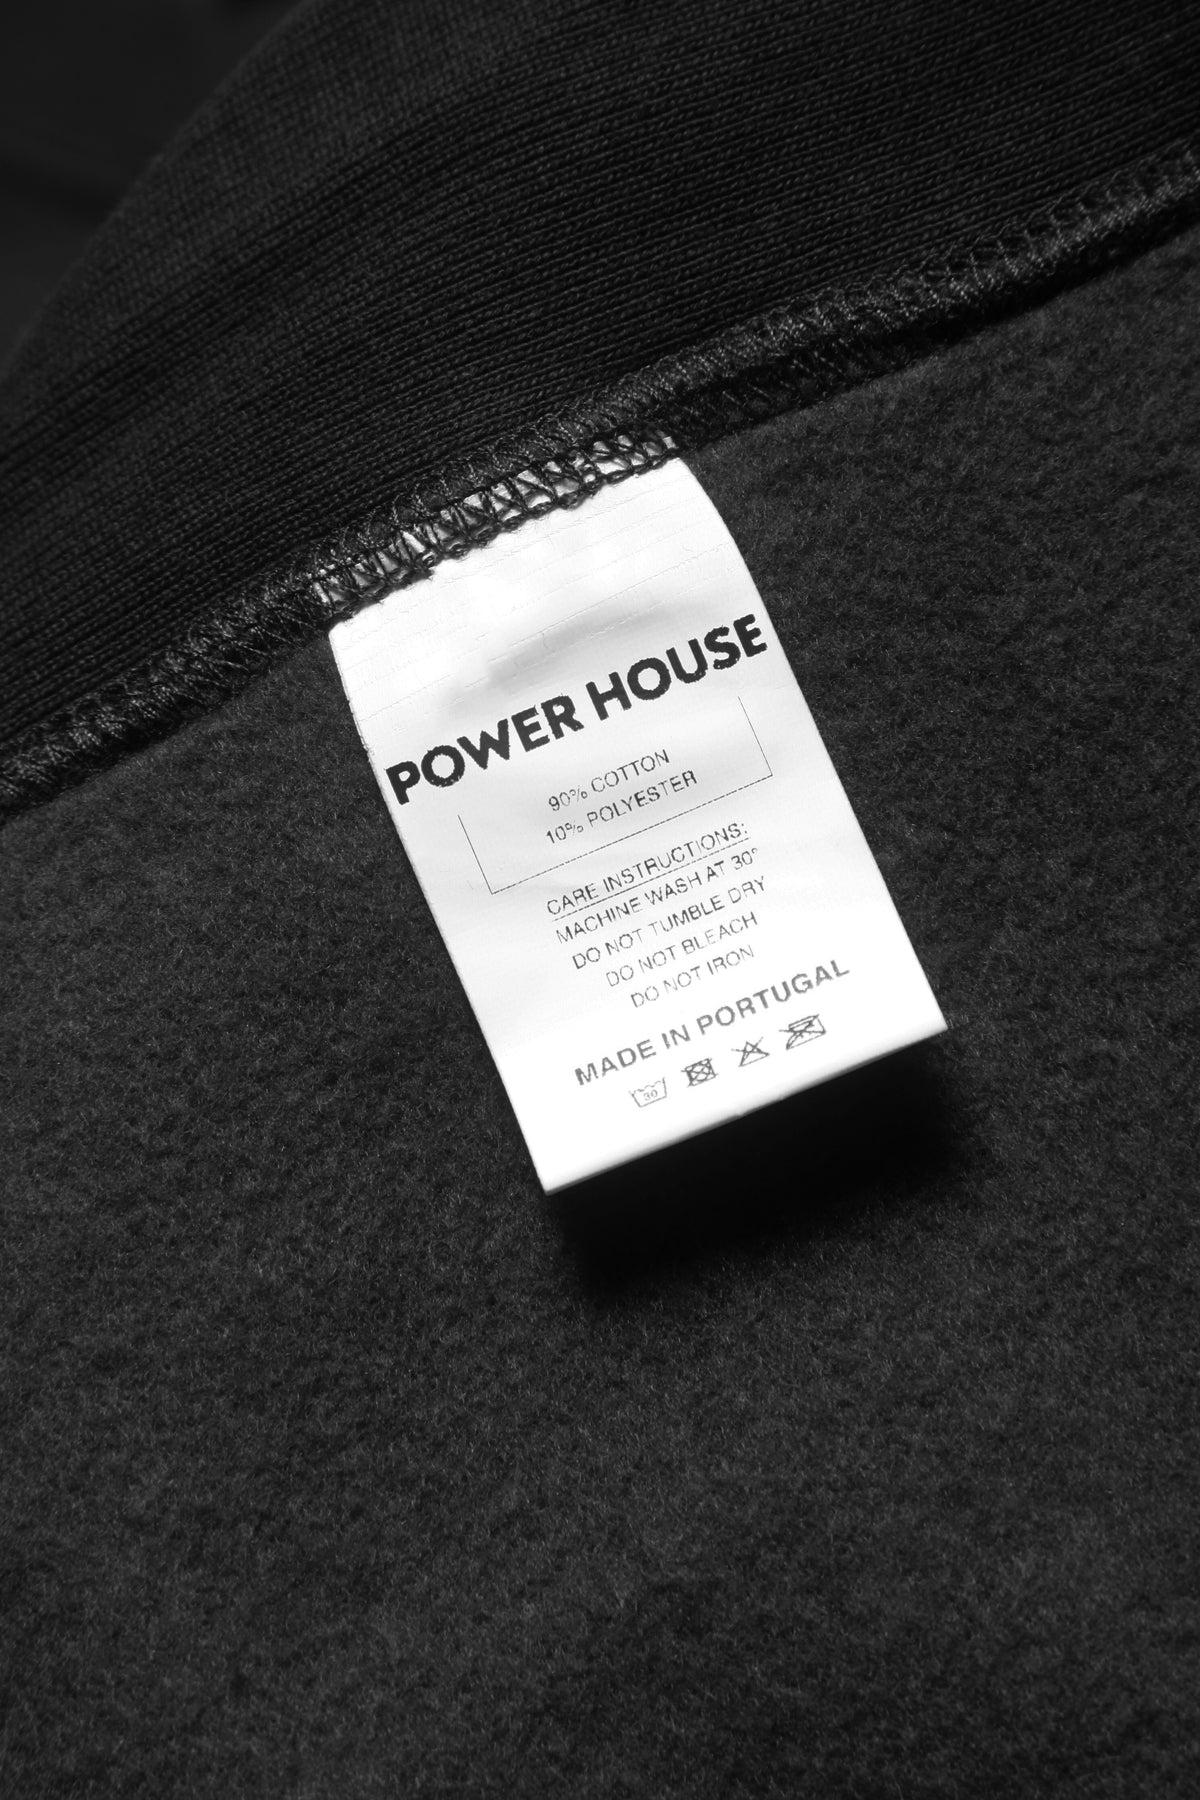 POWER HOUSE
90% COTTON
10% POLYESTER
CARE INSTRUCTIONS:
MACHINE WASH AT 30°
DO NOT TUMBLE DRY
DO NOT BLEACH
DO NOT IRON
MADE IN PORTUGAL
30